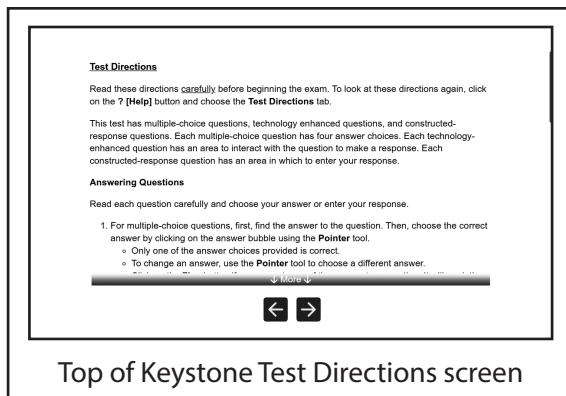 Test Directions
Read these directions carefully before beginning the exam. To look at these directions again, click
on the ? [Help] button and choose the Test Directions tab.
This test has multiple-choice questions, technology enhanced questions, and constructed-
response questions. Each multiple-choice question has four answer choices. Each technology-
enhanced question has an area to interact with the question to make a response. Each
constructed-response question has an area in which to enter your response.
Answering Questions
Read each question carefully and choose your answer or enter your response.
1. For multiple-choice questions, first, find the answer to the question. Then, choose the correct
answer by clicking on the answer bubble using the Pointer tool.
Only one of the answer choices provided is correct.
To change an answer, use the Pointer tool to choose a different answer.
↓ More ↓
Top of Keystone Test Directions screen